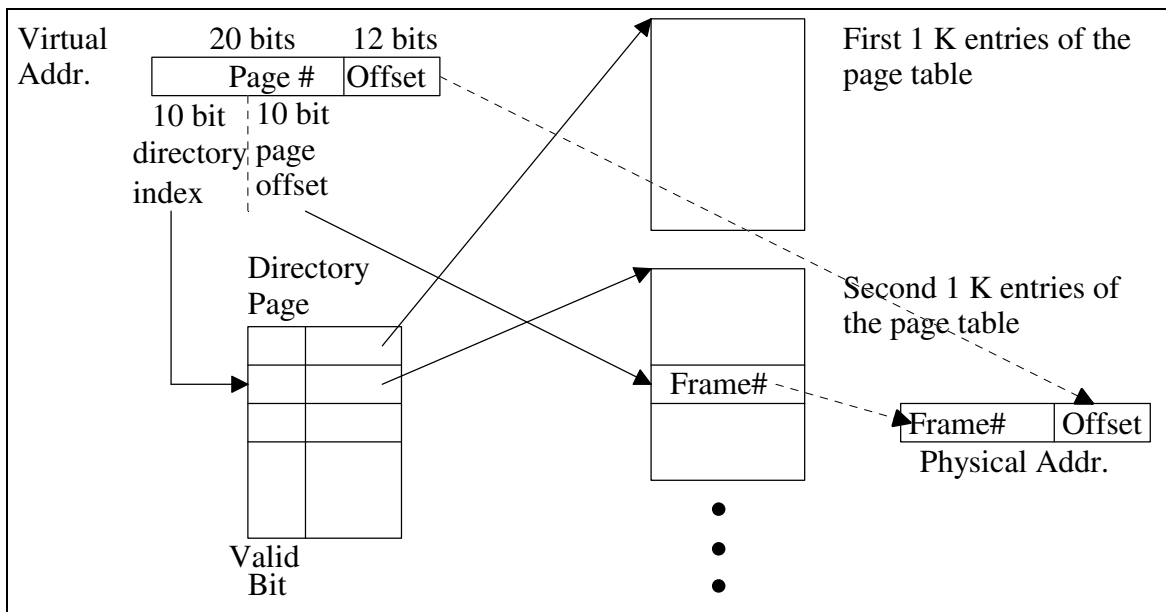 Virtual
Addr.
20 bits
12 bits
Page #
Offset
10 bit
directory
index
10 bit
page
offset
First 1 K entries of the
page table
Directory
Page
Second 1 K entries of
the page table
Frame#
Frame#
Offset
Physical Addr.
Valid
Bit